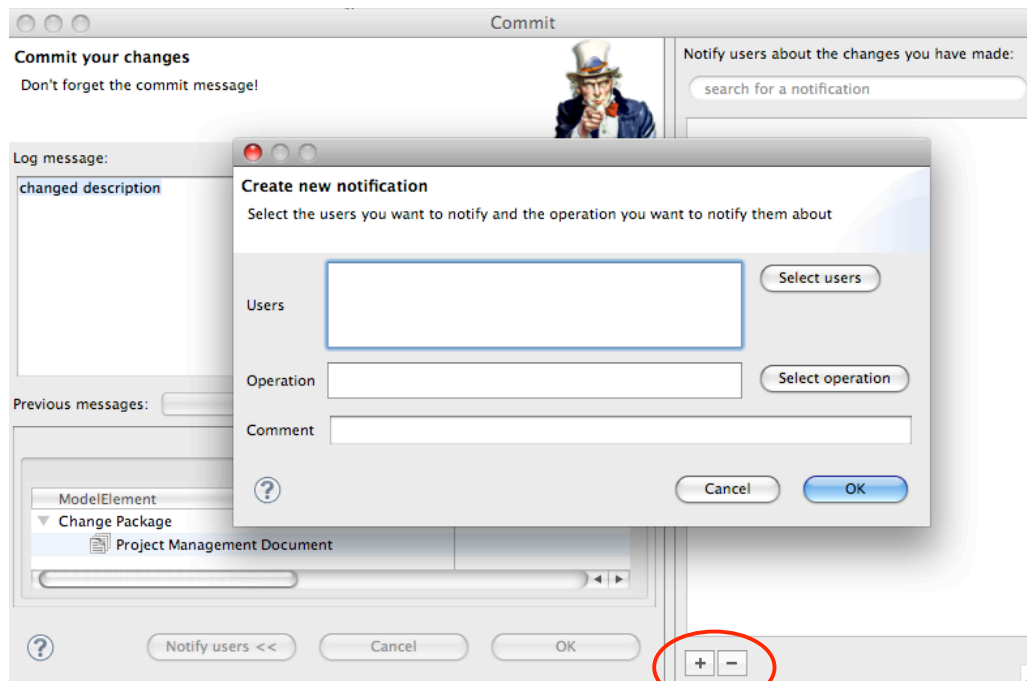 Commit
Commit your changes
Don't forget the commit message!
Notify users about the changes you have made:
search for a notification
Log message:
changed description
Create new notification
Select the users you want to notify and the operation you want to notify them about
Users
Select users
Operation
Select operation
Comment
Cancel
OK
Previous messages:
ModelElement
Change Package
Project Management Document
Notify users <<
Cancel
OK